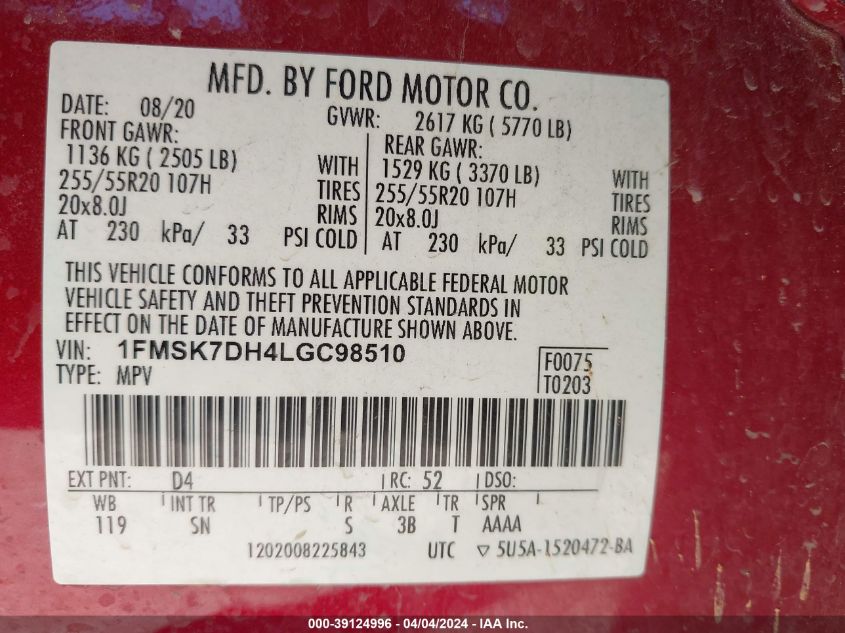 MFD. BY FORD MOTOR CO.
DATE: 08/20 GVWR: 2617 KG ( 5770 LB)
FRONT GAWR: REAR GAWR:
1136 KG ( 2505 LB) WITH 1529 KG ( 3370 LB) WITH
255/55R20 107H TIRES 255/55R20 107H TIRES
20x8.0J RIMS 20x8.0J RIMS
AT 230 kPa/ 33 PSI COLD AT 230 kPa/ 33 PSI COLD
THIS VEHICLE CONFORMS TO ALL APPLICABLE FEDERAL MOTOR
VEHICLE SAFETY AND THEFT PREVENTION STANDARDS IN
EFFECT ON THE DATE OF MANUFACTURE SHOWN ABOVE.
VIN: 1FMSK7DH4LGC98510 F0075
TYPE: MPV T0203
EXT PNT: D4 RC: 52 DSO:
WB INT TR TP/PS R AXLE TR SPR
119 SN S 3B T AAAA
1202008225843 UTC ▽ 5U5A-1520472-BA
000-39124996 - 04/04/2024 - IAA Inc.